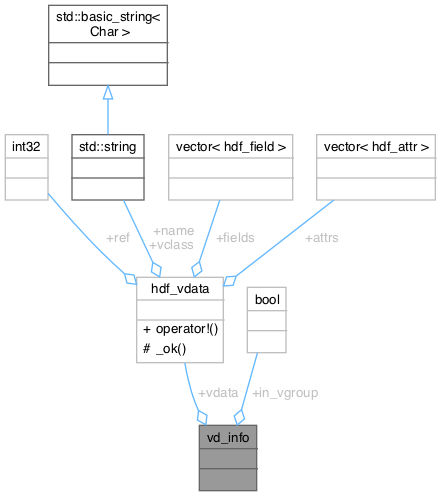 std::basic_string<
Char >
int32
std::string
vector< hdf_field >
vector< hdf_attr >
+ref
+name
+vclass
+fields
+attrs
hdf_vdata
+ operator!()
# _ok()
bool
+vdata
+in_vgroup
vd_info